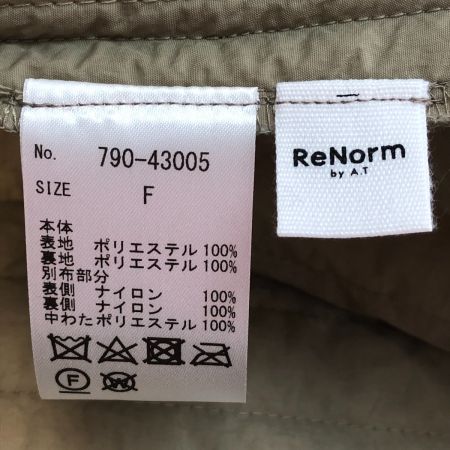 No. 790-43005
SIZE F
本体
表地 ポリエステル 100%
裏地 ポリエステル 100%
別布部分
表側 ナイロン 100%
裏側 ナイロン 100%
中わた ポリエステル 100%
F W
ReNorm
by A.T